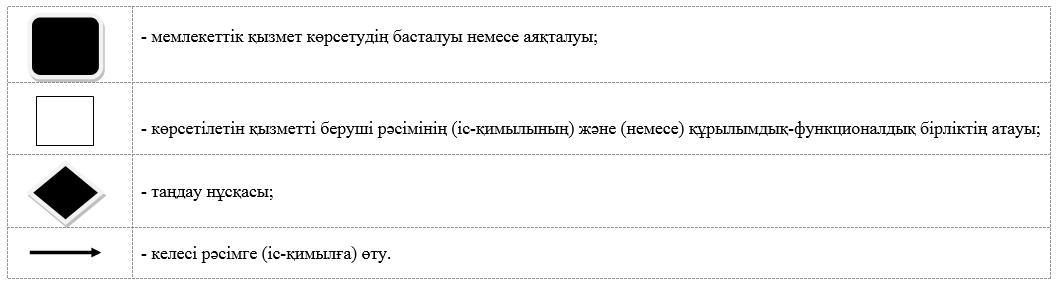 - мемлекеттік қызмет көрсетудің басталуы немесе аяқталуы;
- көрсетілетін қызметті беруші рәсімінің (іс-қимылының) және (немесе) құрылымдық-функционалдық бірліктің атауы;
- таңдау нұсқасы;
- келесі рәсімге (іс-қимылға) өту.